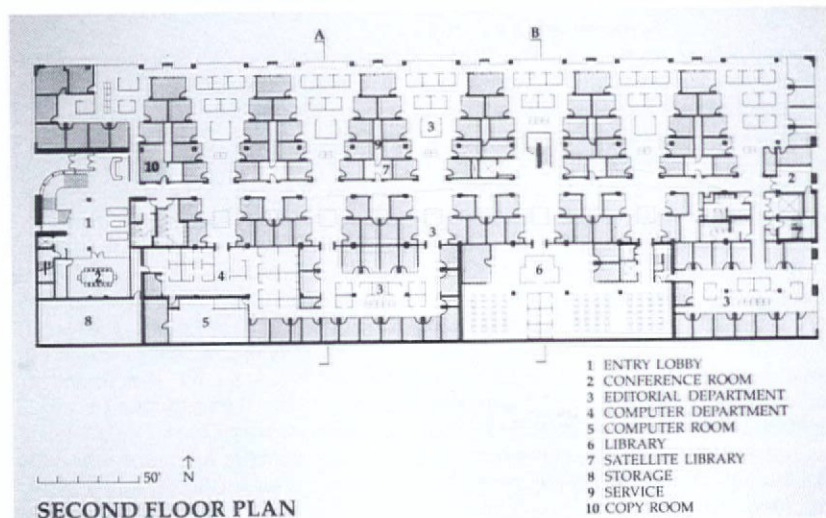 A B
3
9
10 7
2
1
3
2
4 6
3 3
8 5
1 ENTRY LOBBY
2 CONFERENCE ROOM
3 EDITORIAL DEPARTMENT
4 COMPUTER DEPARTMENT
5 COMPUTER ROOM
6 LIBRARY
7 SATELLITE LIBRARY
8 STORAGE
9 SERVICE
10 COPY ROOM
50'
N
SECOND FLOOR PLAN